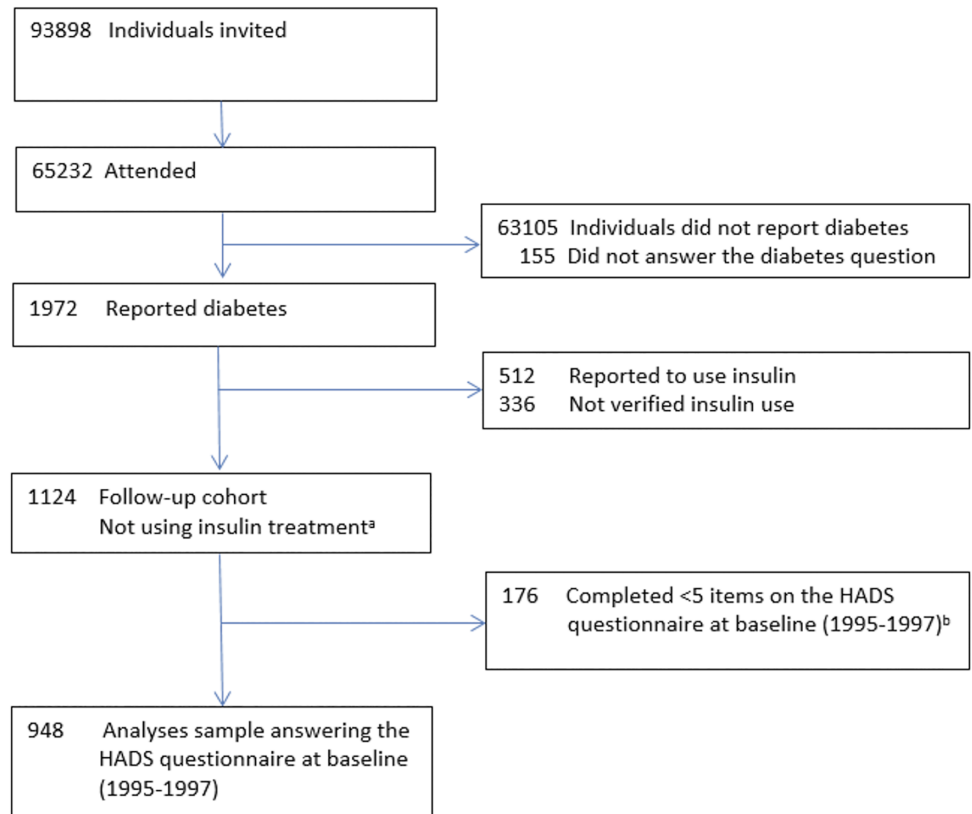 93898 Individuals invited
65232 Attended
63105 Individuals did not report diabetes
155 Did not answer the diabetes question
1972 Reported diabetes
512 Reported to use insulin
336 Not verified insulin use
1124 Follow-up cohort
Not using insulin treatmentᵃ
176 Completed <5 items on the HADS
questionnaire at baseline (1995-1997)ᵇ
948 Analyses sample answering the
HADS questionnaire at baseline
(1995-1997)